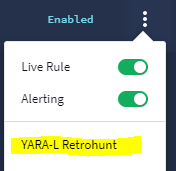 Enabled
Live Rule
Alerting
YARA-L Retrohunt